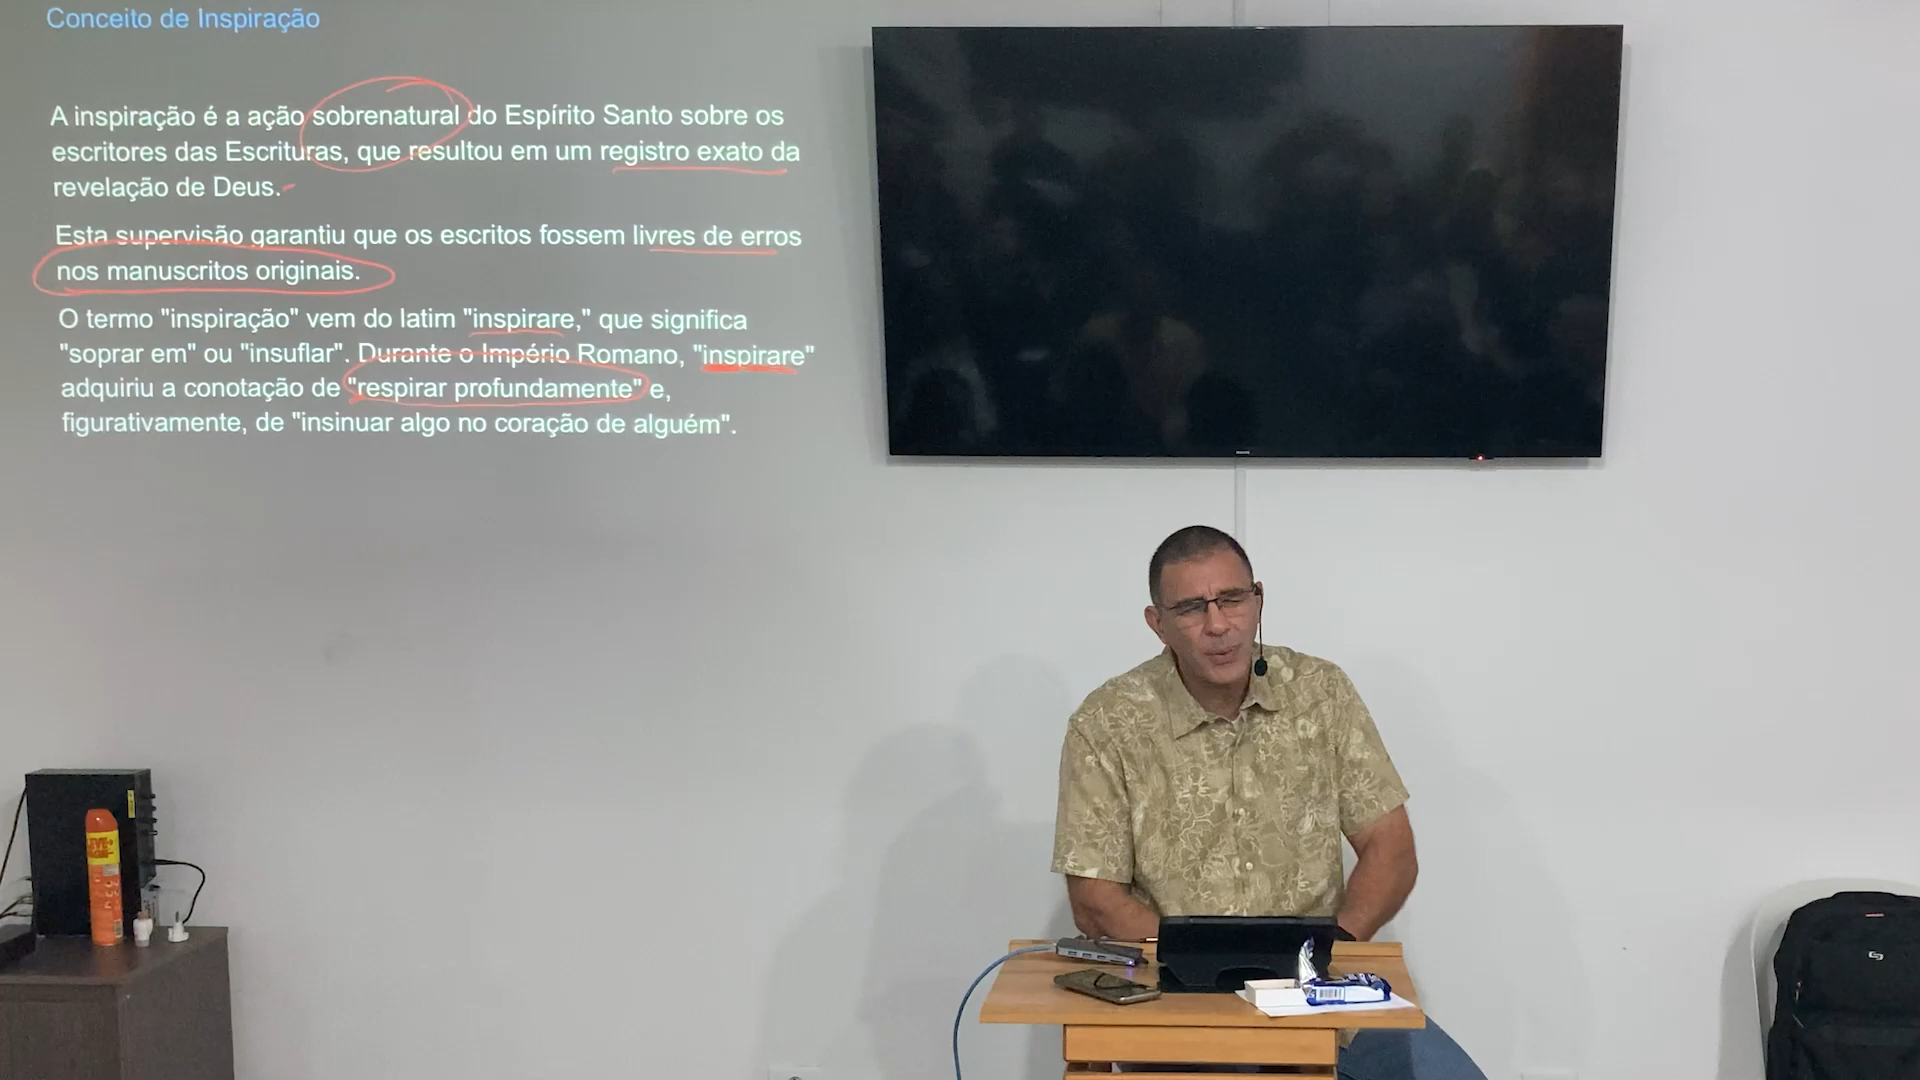 Conceito de Inspiração
A inspiração é a ação sobrenatural do Espírito Santo sobre os
escritores das Escrituras, que resultou em um registro exato da
revelação de Deus.
Esta supervisão garantiu que os escritos fossem livres de erros
nos manuscritos originais.
O termo "inspiração" vem do latim "inspirare," que significa
"soprar em" ou "insuflar". Durante o Império Romano, "inspirare"
adquiriu a conotação de "respirar profundamente" e,
figurativamente, de "insinuar algo no coração de alguém".